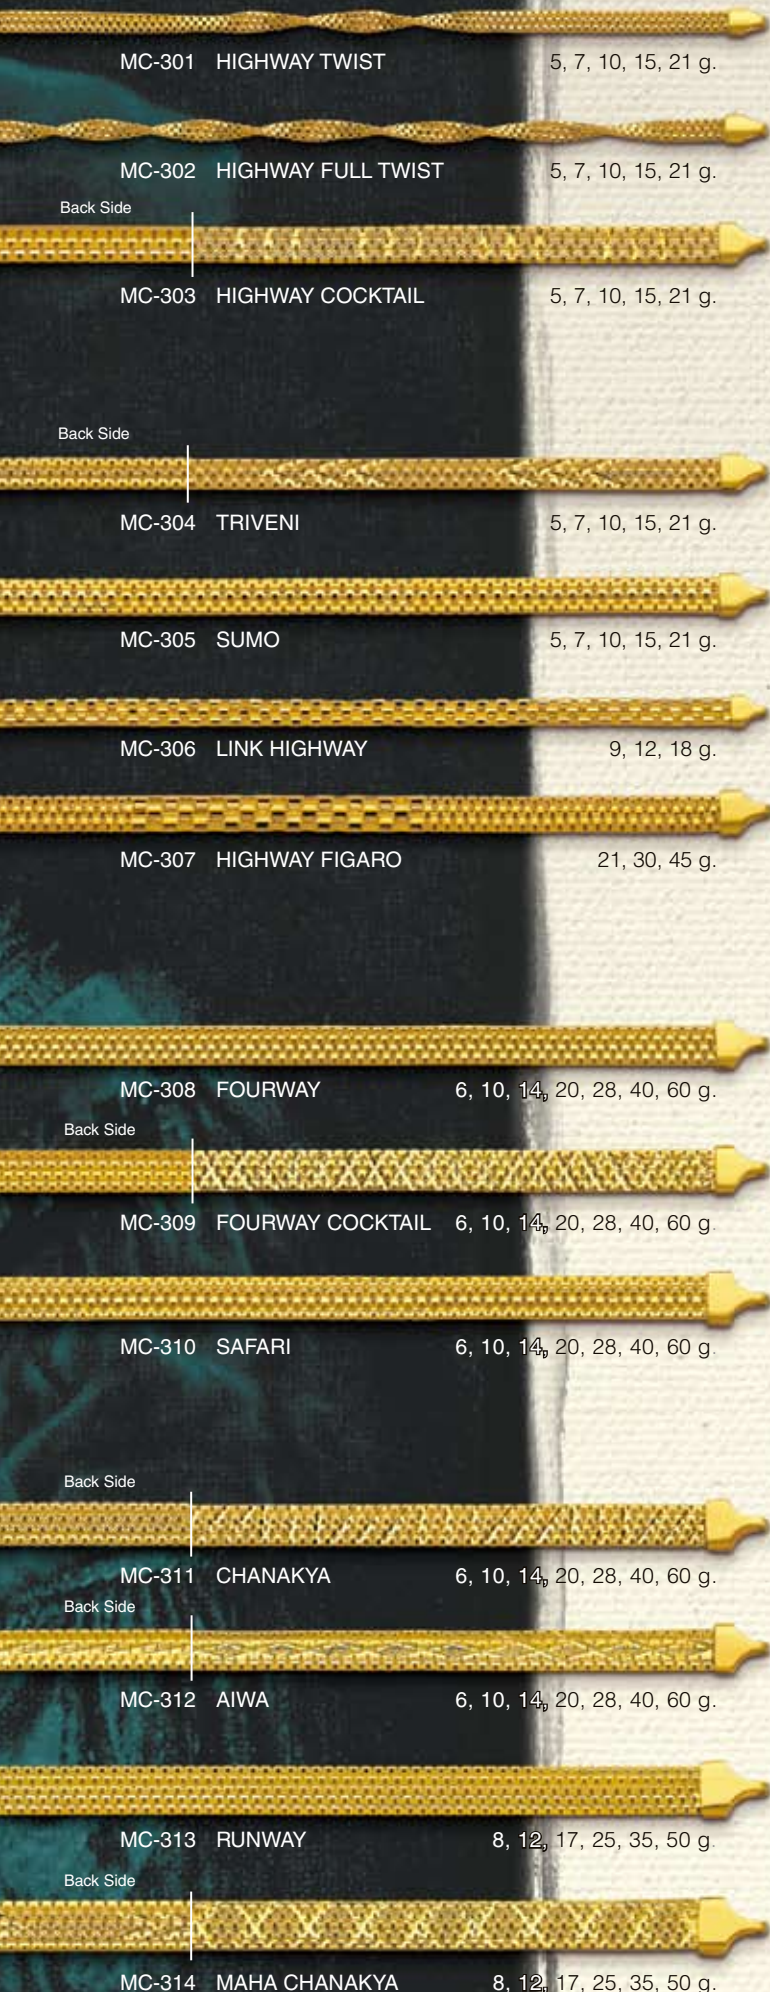 MC-301 HIGHWAY TWIST 5, 7, 10, 15, 21 g.
MC-302 HIGHWAY FULL TWIST 5, 7, 10, 15, 21 g.
Back Side
MC-303 HIGHWAY COCKTAIL 5, 7, 10, 15, 21 g.
Back Side
MC-304 TRIVENI 5, 7, 10, 15, 21 g.
MC-305 SUMO 5, 7, 10, 15, 21 g.
MC-306 LINK HIGHWAY 9, 12, 18 g.
MC-307 HIGHWAY FIGARO 21, 30, 45 g.
MC-308 FOURWAY 6, 10, 14, 20, 28, 40, 60 g.
Back Side
MC-309 FOURWAY COCKTAIL 6, 10, 14, 20, 28, 40, 60 g.
MC-310 SAFARI 6, 10, 14, 20, 28, 40, 60 g.
Back Side
MC-311 CHANAKYA 6, 10, 14, 20, 28, 40, 60 g.
Back Side
MC-312 AIWA 6, 10, 14, 20, 28, 40, 60 g.
MC-313 RUNWAY 8, 12, 17, 25, 35, 50 g.
Back Side
MC-314 MAHA CHANAKYA 8, 12, 17, 25, 35, 50 g.